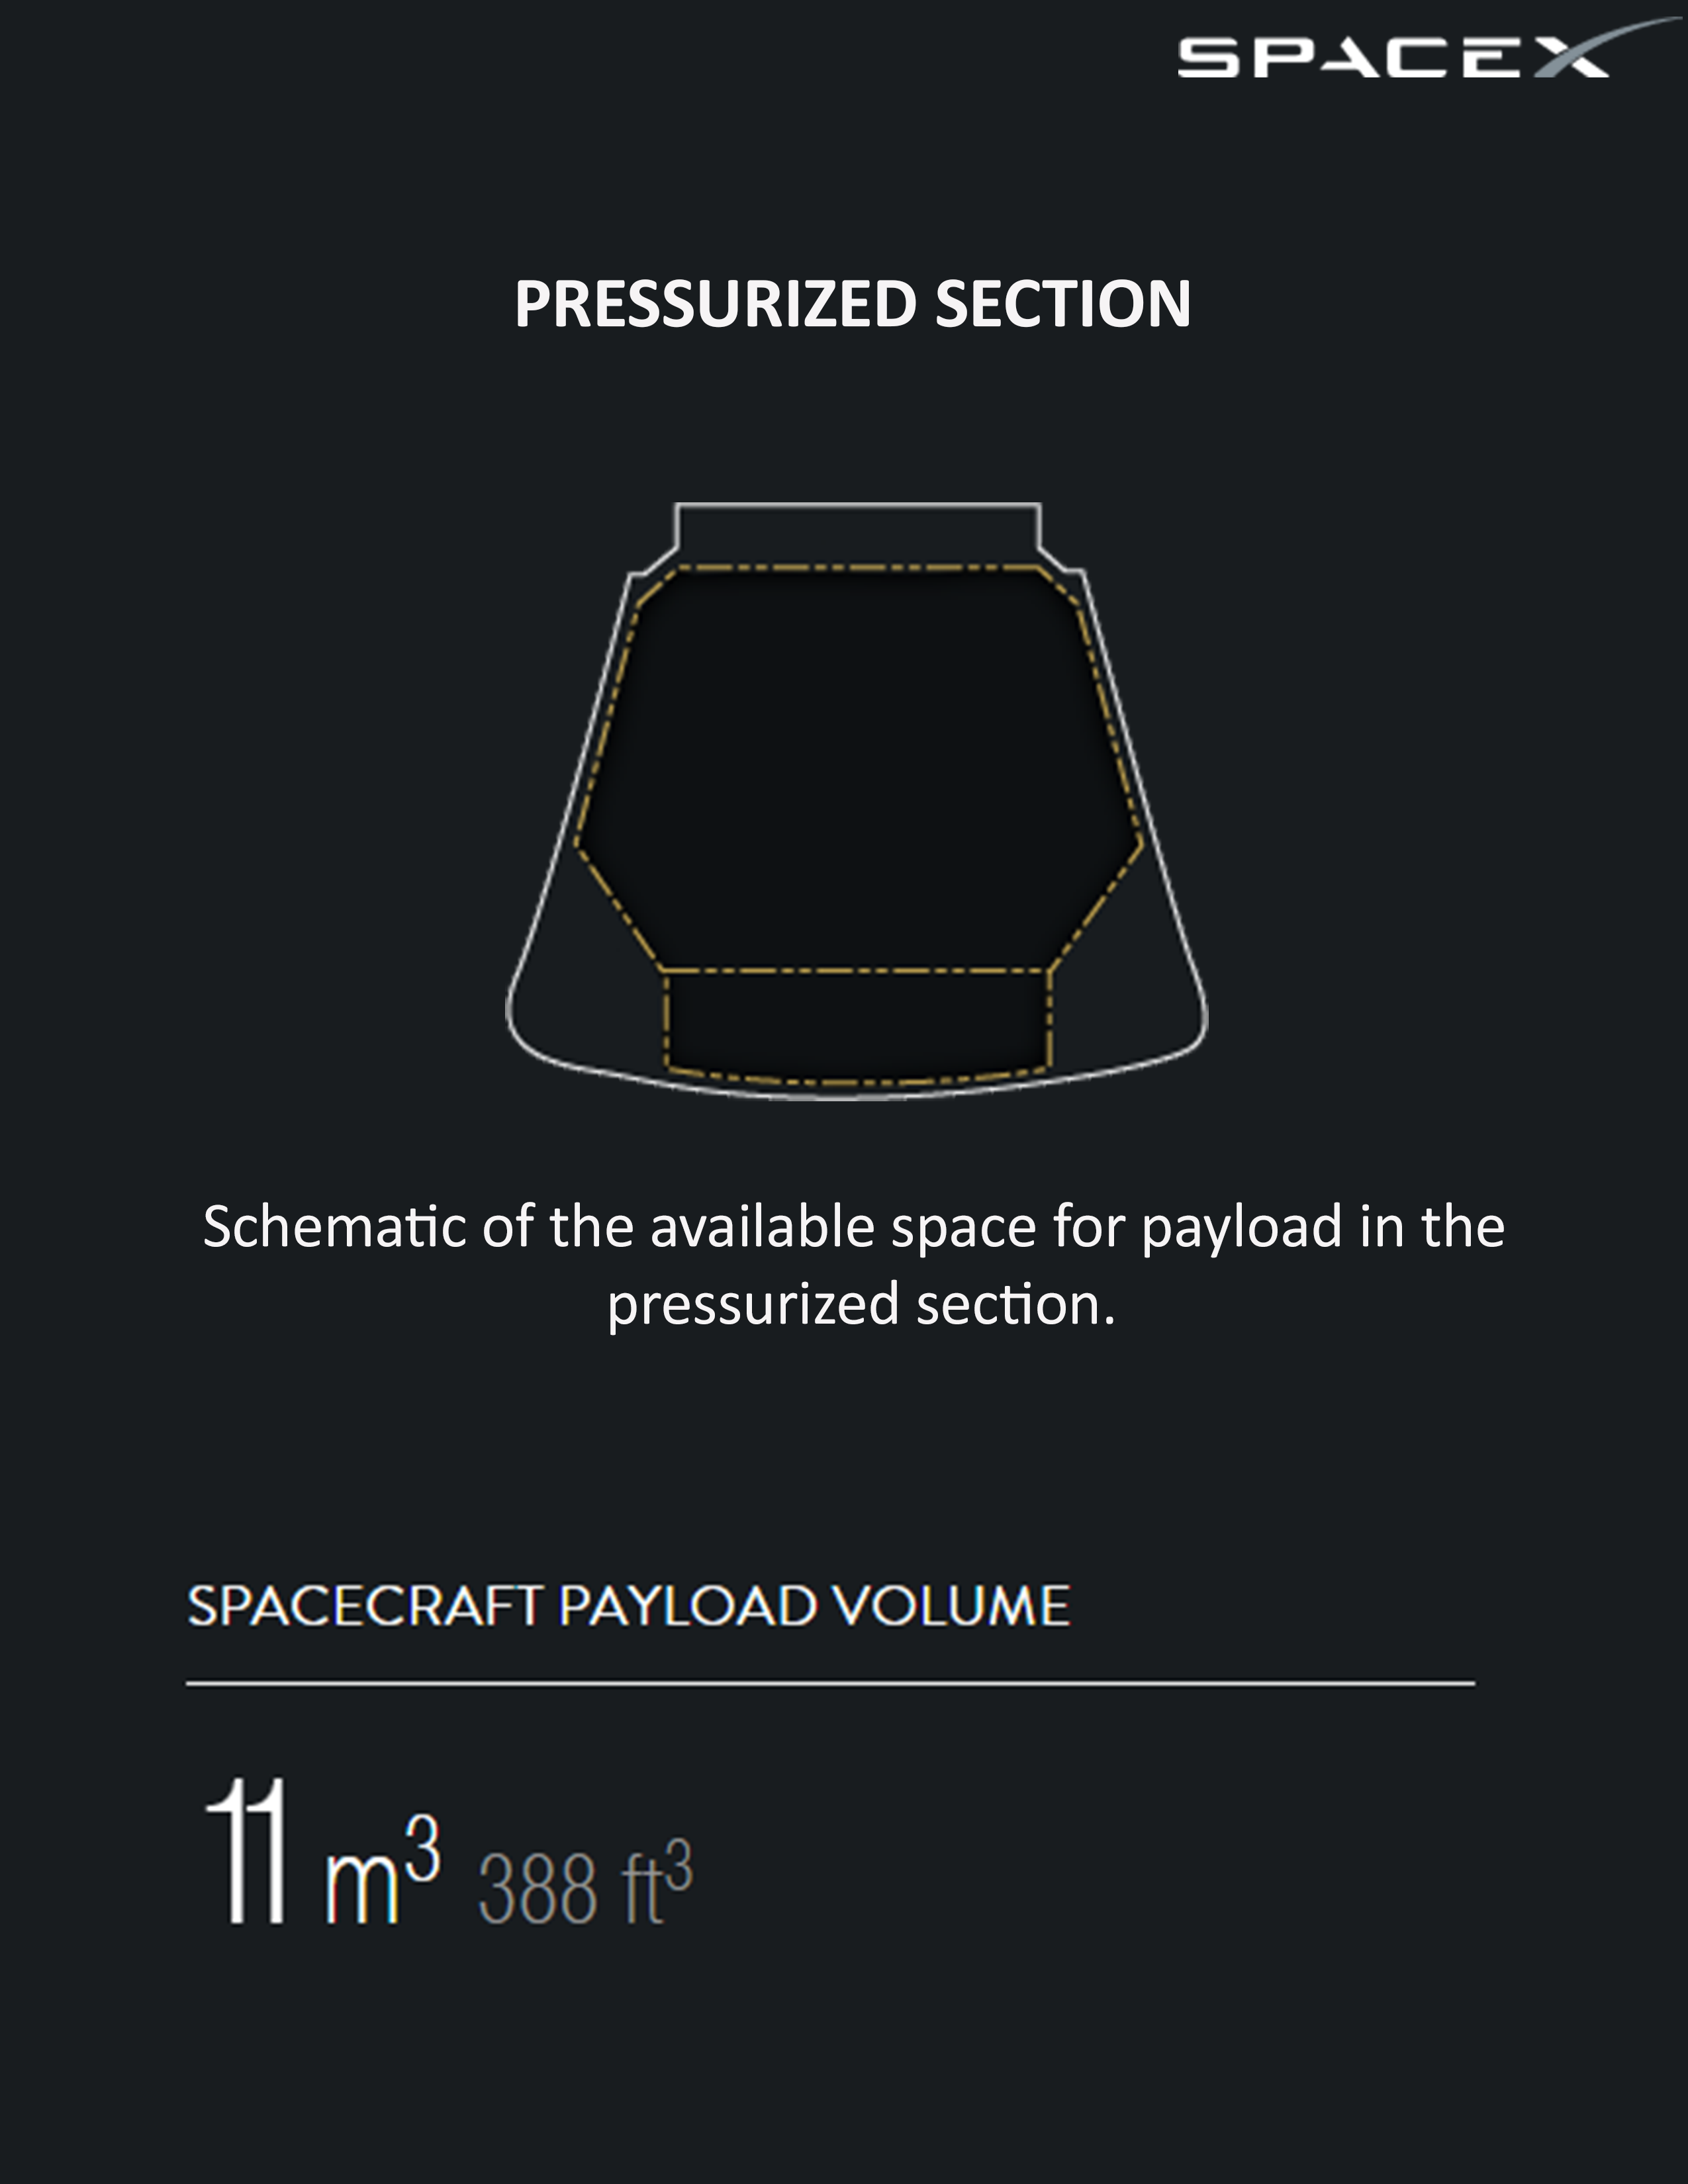 SPACEX
PRESSURIZED SECTION
Schematic of the available space for payload in the
pressurized section.
SPACECRAFT PAYLOAD VOLUME
11 m³ 388 ft³